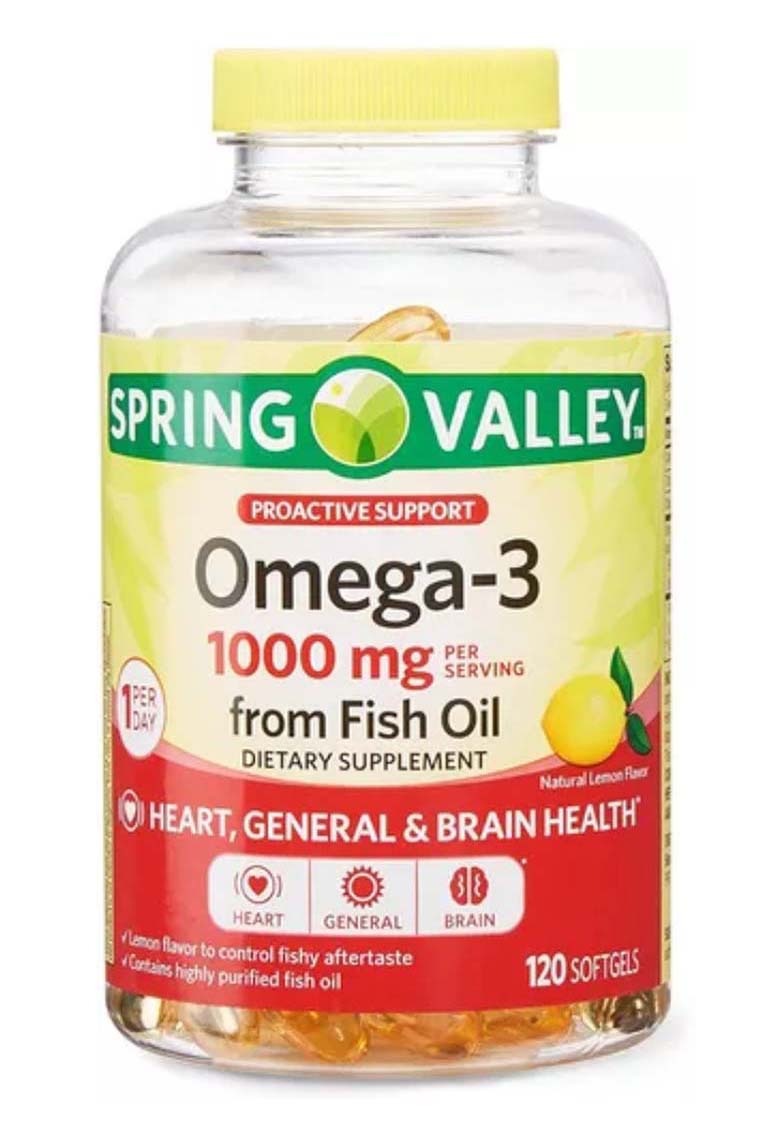 SPRING VALLEY™
PROACTIVE SUPPORT
Omega-3
1000 mg PER SERVING
from Fish Oil
DIETARY SUPPLEMENT
1 PER DAY
Natural Lemon Flavor
HEART, GENERAL & BRAIN HEALTH*
HEART GENERAL BRAIN *
✓Lemon flavor to control fishy aftertaste
✓Contains highly purified fish oil
120 SOFTGELS